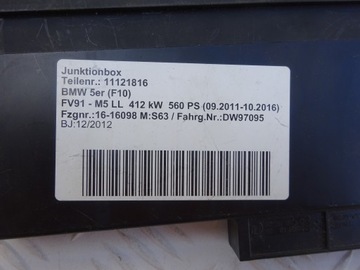 Junktionbox
Teilenr.: 11121816
BMW 5er (F10)
FV91 - M5 LL 412 kW 560 PS (09.2011-10.2016)
Fzgnr.:16-16098 M:S63 / Fahrg.Nr.:DW97095
BJ:12/2012